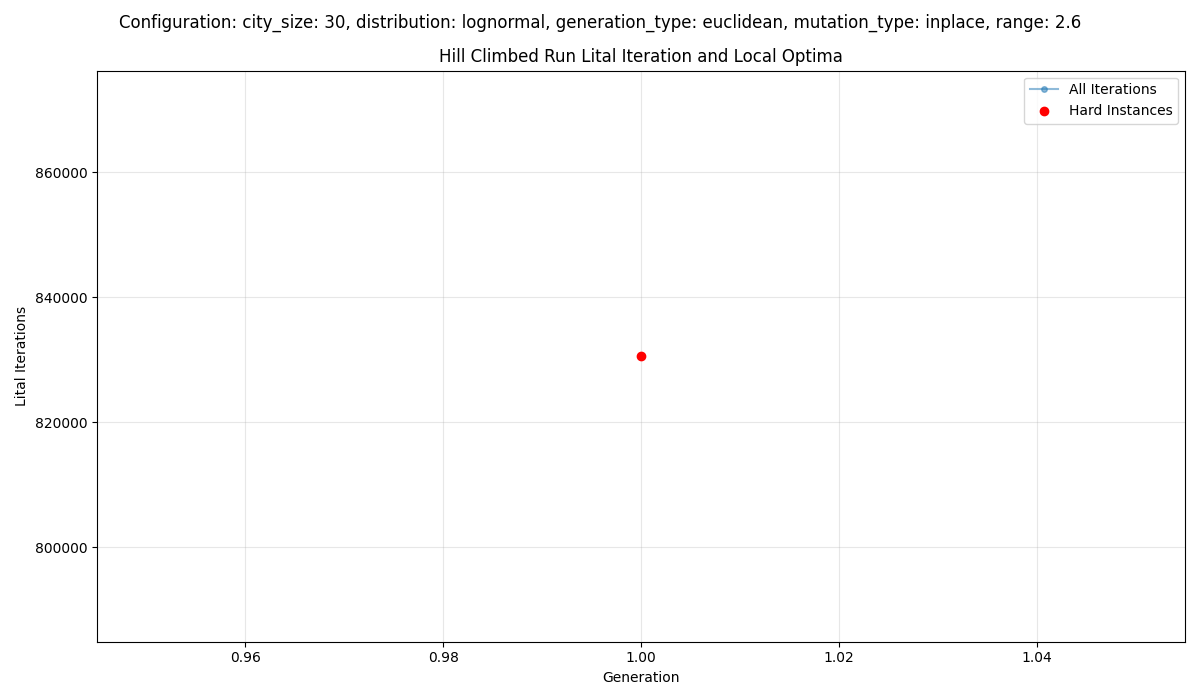 Configuration: city_size: 30, distribution: lognormal, generation_type: euclidean, mutation_type: inplace, range: 2.6
Hill Climbed Run Lital Iteration and Local Optima
All Iterations
Hard Instances
860000
840000
820000
800000
Lital Iterations
0.96 0.98 1.00 1.02 1.04
Generation